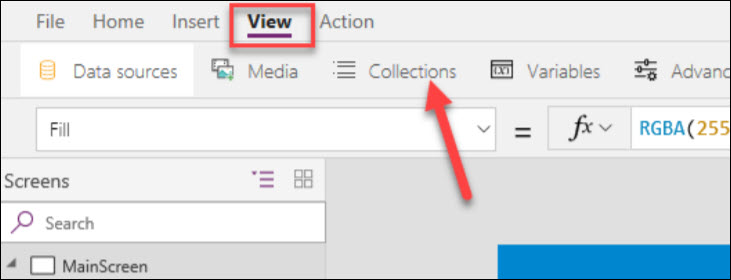 File Home Insert View Action
Data sources Media Collections (x) Variables Advanc
Fill = fx RGBA(255
Screens
Search
MainScreen